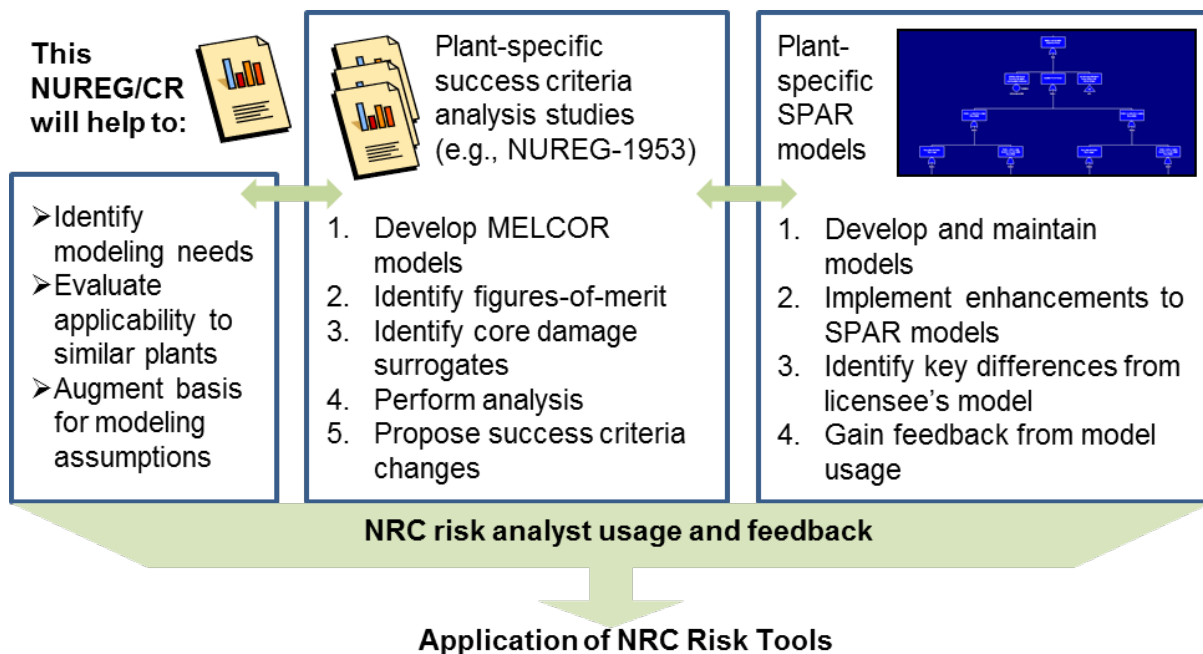 This
NUREG/CR
will help to:
➢Identify
modeling needs
➢Evaluate
applicability to
similar plants
➢Augment basis
for modeling
assumptions
Plant-specific
success criteria
analysis studies
(e.g., NUREG-1953)
1. Develop MELCOR
models
2. Identify figures-of-merit
3. Identify core damage
surrogates
4. Perform analysis
5. Propose success criteria
changes
Plant-
specific
SPAR
models
1. Develop and maintain
models
2. Implement enhancements to
SPAR models
3. Identify key differences from
licensee's model
4. Gain feedback from model
usage
NRC risk analyst usage and feedback
Application of NRC Risk Tools